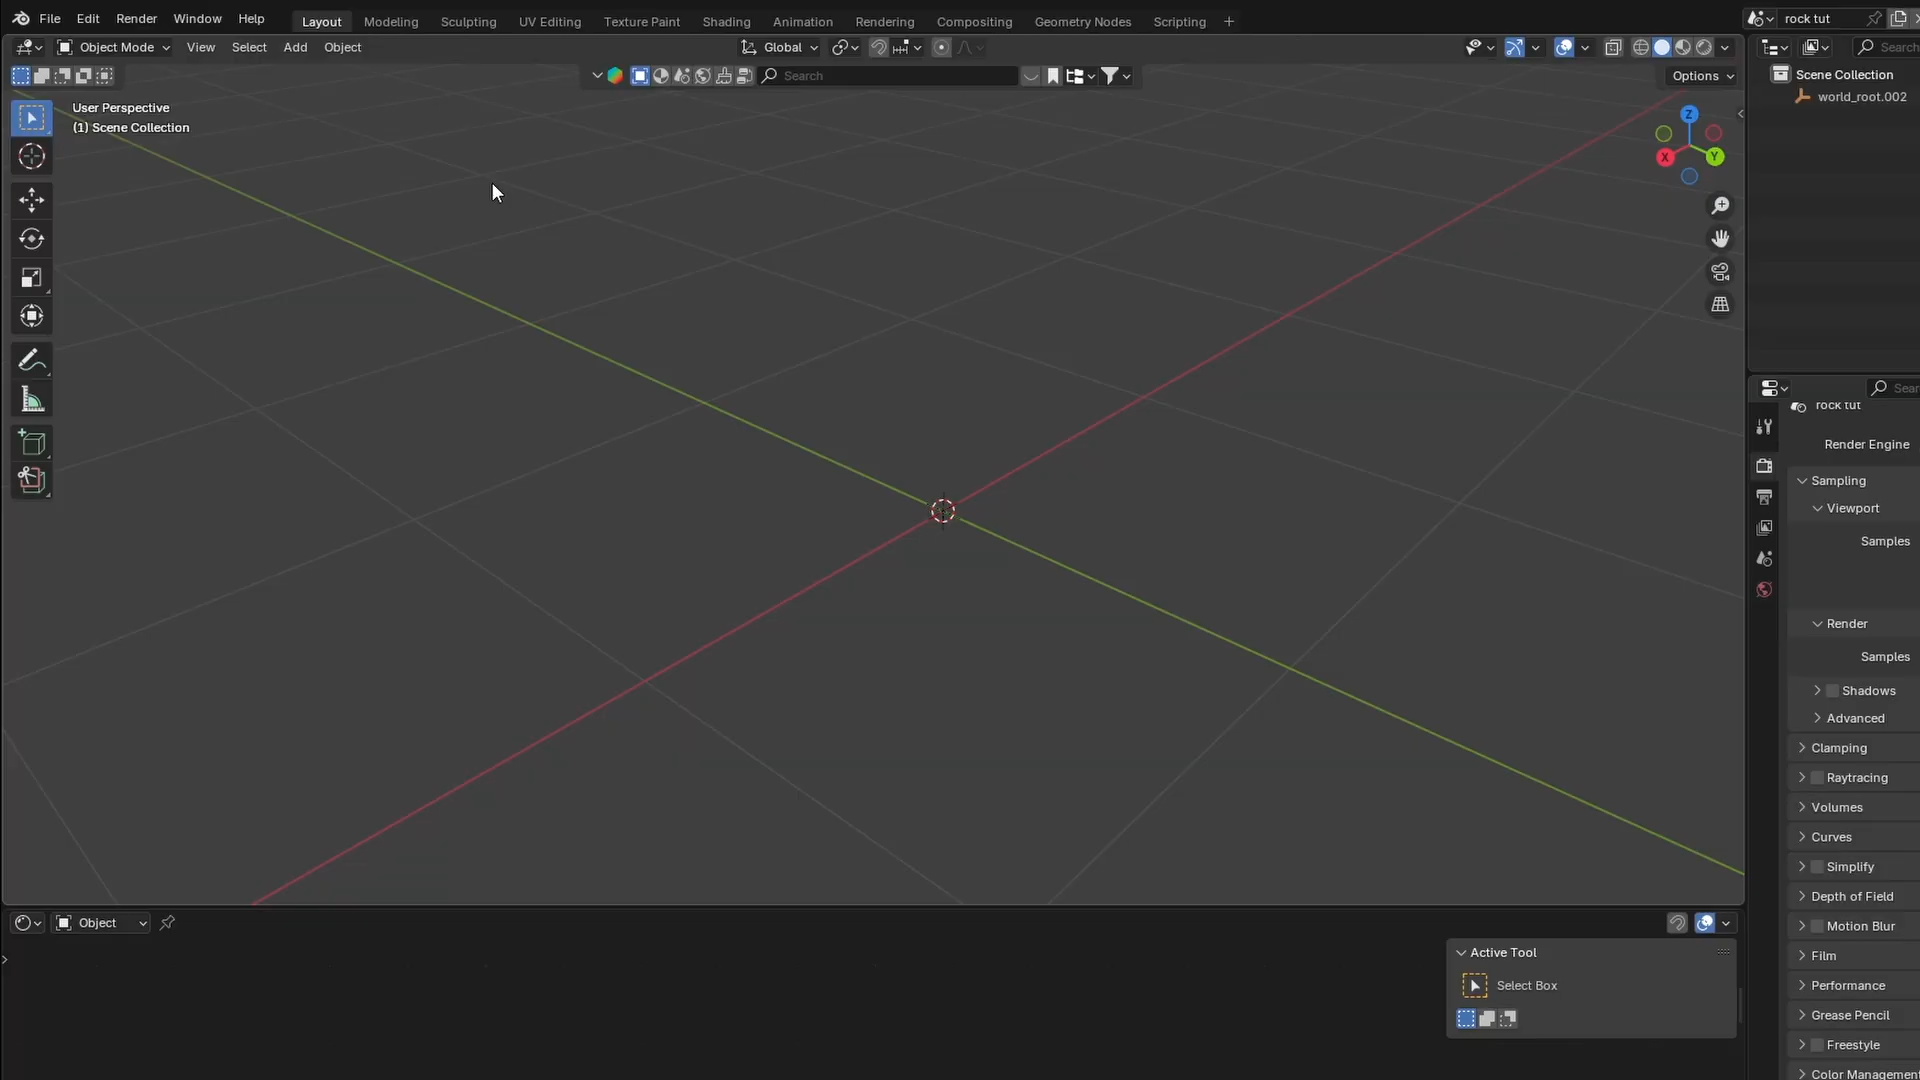 File Edit Render Window Help Layout Modeling Sculpting UV Editing Texture Paint Shading Animation Rendering Compositing Geometry Nodes Scripting + rock tut
Object Mode View Select Add Object Global Search
Search Options
Scene Collection
world_root.002
User Perspective
(1) Scene Collection
Z
X
Y
rock tut
Render Engine
Sampling
Viewport
Samples
Render
Samples
Shadows
Advanced
Clamping
Raytracing
Volumes
Curves
Simplify
Depth of Field
Motion Blur
Film
Performance
Grease Pencil
Freestyle
Object
Active Tool
Select Box